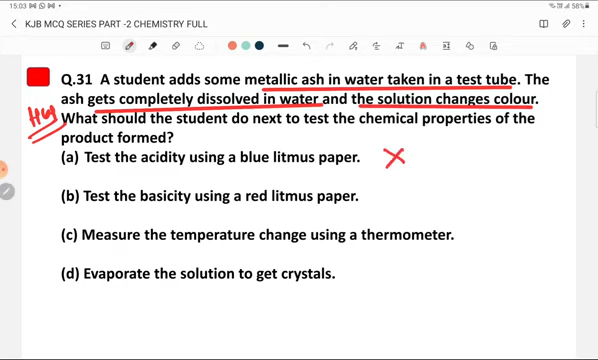 15:03
58%
KJB MCQ SERIES PART -2 CHEMISTRY FULL
Q.31 A student adds some metallic ash in water taken in a test tube. The
ash gets completely dissolved in water and the solution changes colour.
HW
What should the student do next to test the chemical properties of the
product formed?
(a) Test the acidity using a blue litmus paper.
(b) Test the basicity using a red litmus paper.
(c) Measure the temperature change using a thermometer.
(d) Evaporate the solution to get crystals.